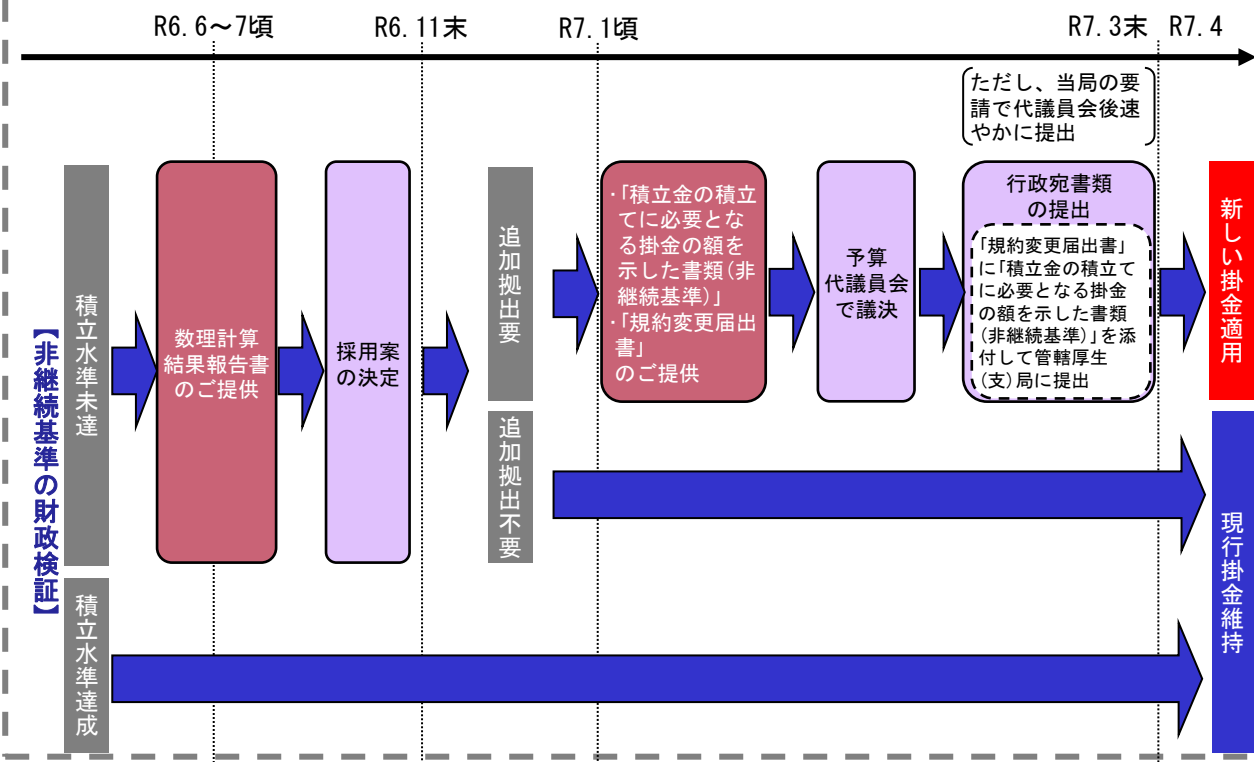 R6.6～7頃
R6.11末
R7.1頃
R7.3末
R7.4
ただし、当局の要
請で代議員会後速
やかに提出
【非継続基準の財政検証】
積立水準未達
数理計算
結果報告書
のご提供
採用案
の決定
追加拠出要
・「積立金の積立
てに必要とな
る掛金の額を
示した書類(非
継続基準)」
・「規約変更届出
書」
のご提供
予算
代議員会
で議決
行政宛書類
の提出
「規約変更届出書」
に「積立金の積立て
に必要となる掛金
の額を示した書類
(非継続基準)」を添
付して管轄厚生
(支)局に提出
新しい掛金適用
追加拠出不要
現行掛金維持
積立水準達成